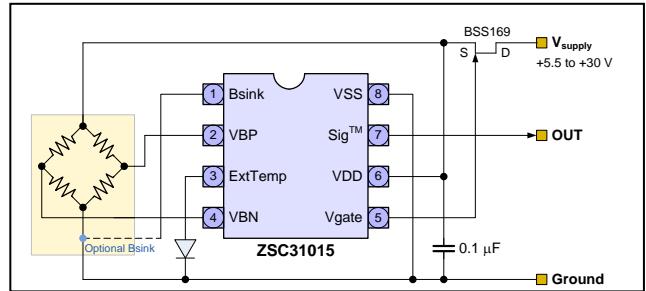 BSS169
S D
Vsupply
+5.5 to +30 V
1 Bsink
VSS 8
2 VBP
Sig™ 7
OUT
3 ExtTemp
VDD 6
4 VBN
Vgate 5
Optional Bsink
ZSC31015
0.1 µF
Ground